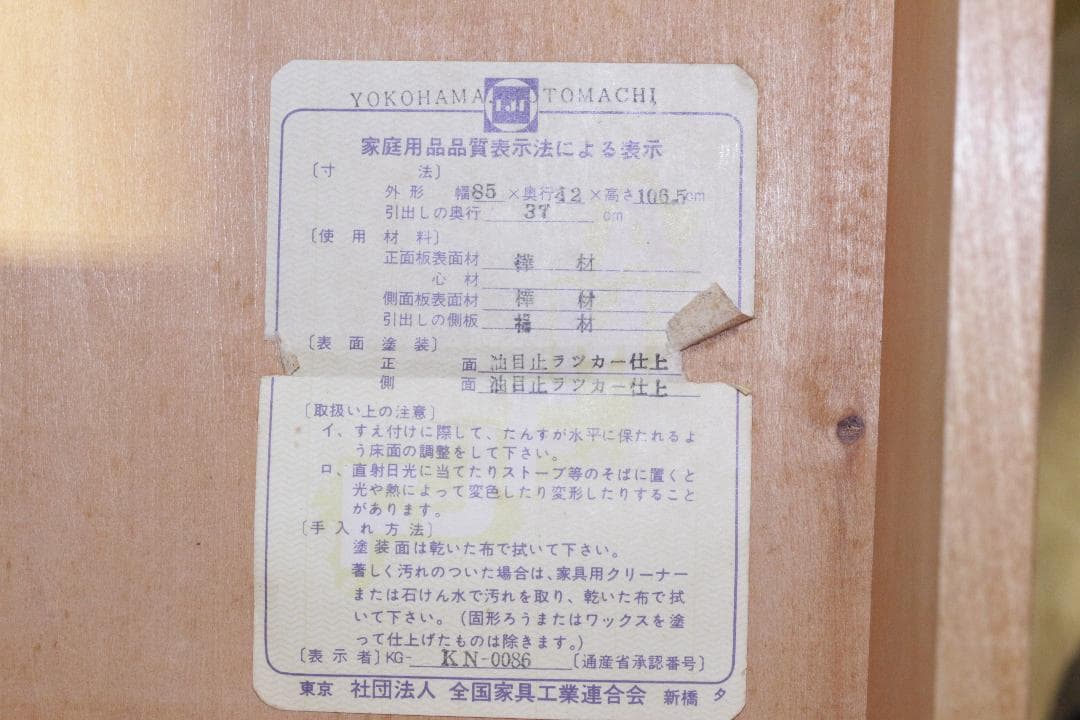 YOKOHAMA OTOMACHI
家庭用品品質表示法による表示
〔寸 法〕
外形 幅85×奥行42×高さ106.5cm
引出しの奥行 37 cm
〔使用材料〕
正面板表面材 樺 材
心材
側面板表面材 樺 材
引出しの側板 材
〔表面塗装〕
正 面 油目止ラッカー仕上
側 面 油目止ラッカー仕上
〔取扱い上の注意〕
イ、すえ付けに際して、たんすが水平に保たれるよ
う床面の調整をして下さい。
ロ、直射日光に当てたりストーブ等のそばに置くと
光や熱によって変色したり変形したりすること
があります。
〔手入れ方法〕
塗装面は乾いた布で拭いて下さい。
著しく汚れのついた場合は、家具用クリーナー
または石けん水で汚れを取り、乾いた布で拭
いて下さい。(固形ろうまたはワックスを塗
って仕上げたものは除きます。)
〔表示者〕KG- KN-0086 〔通産省承認番号〕
東京 社団法人 全国家具工業連合会 新橋 タ